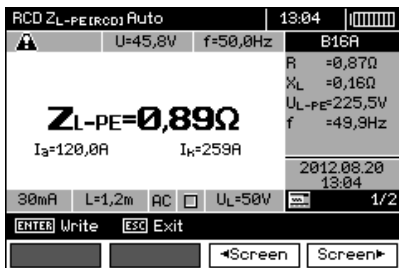 RCD ZL-PE[RCD] Auto 13:04
U=45,8V f=50,0Hz B16A
R =0,87Ω
XL =0,16Ω
UL-PE=225,5V
f =49,9Hz
ZL-PE=0,89Ω
Ia=120,0A Ik=259A
2012.08.20
13:04
30mA L=1,2m AC UL=50V 1/2
ENTER Write ESC Exit
◄Screen Screen►